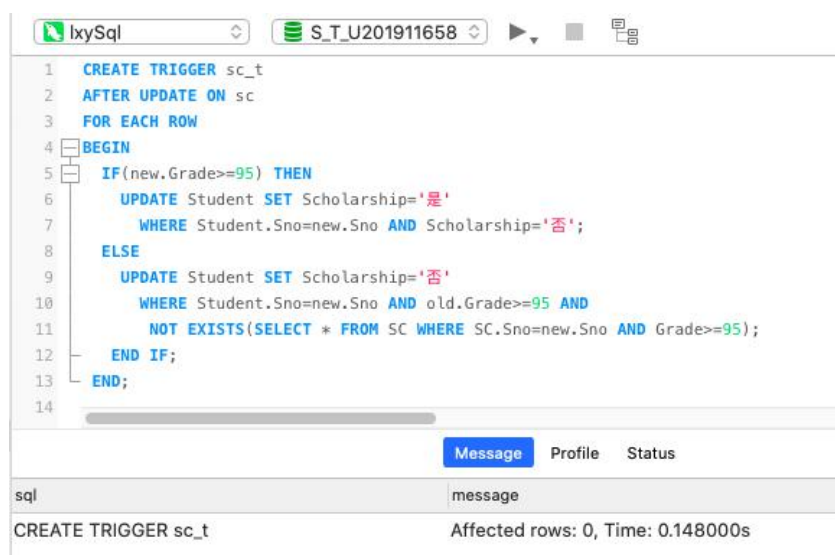 lxySql S_T_U201911658
1 CREATE TRIGGER sc_t
2 AFTER UPDATE ON sc
3 FOR EACH ROW
4 BEGIN
5 IF(new.Grade>=95) THEN
6 UPDATE Student SET Scholarship='是'
7 WHERE Student.Sno=new.Sno AND Scholarship='否';
8 ELSE
9 UPDATE Student SET Scholarship='否'
10 WHERE Student.Sno=new.Sno AND old.Grade>=95 AND
11 NOT EXISTS(SELECT * FROM SC WHERE SC.Sno=new.Sno AND Grade>=95);
12 END IF;
13 END;
14
Message Profile Status
sql message
CREATE TRIGGER sc_t Affected rows: 0, Time: 0.148000s